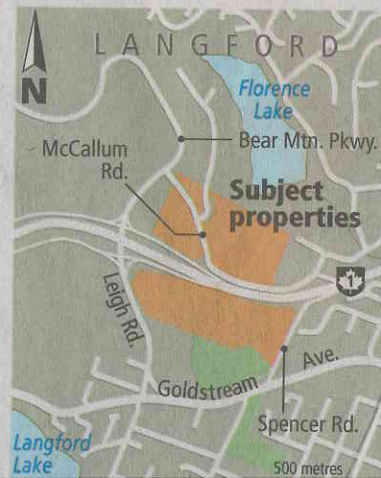 LANGFORD
N
Florence
Lake
Bear Mtn. Pkwy.
McCallum
Rd.
Subject
properties
1
Leigh Rd.
Goldstream Ave.
Spencer Rd.
Langford
Lake
500 metres